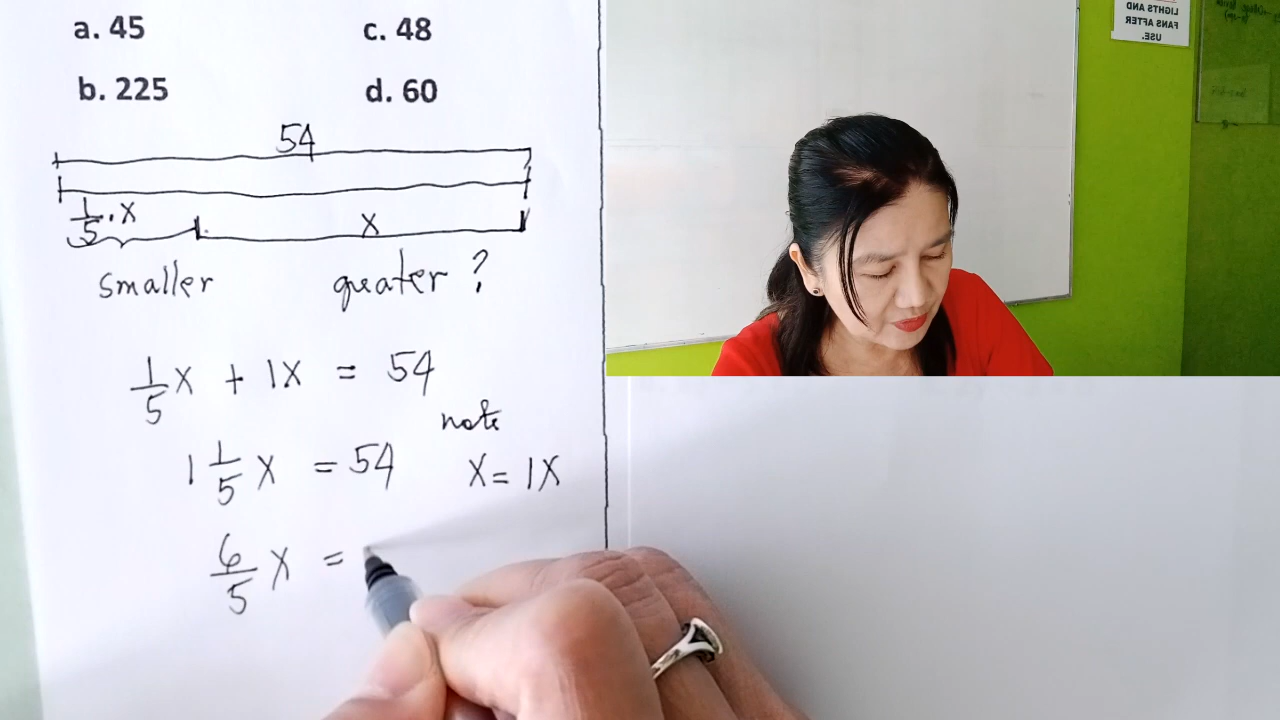 a. 45 c. 48
b. 225 d. 60
54
1/5 · x x
smaller greater ?
1/5 x + 1x = 54
note
1 1/5 x = 54 x = 1x
6/5 x =
LIGHTS AND
FANS AFTER
USE.